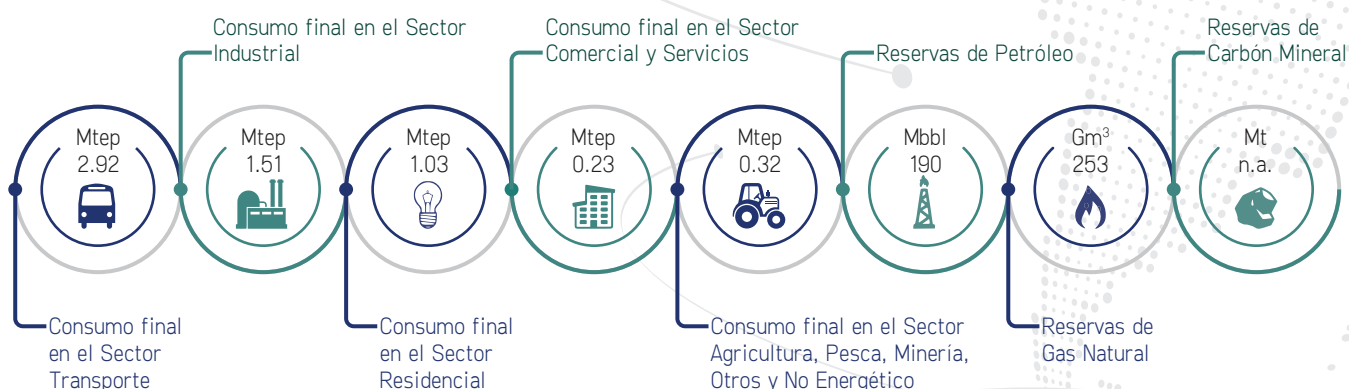 Consumo final en el Sector
Industrial
Consumo final en el Sector
Comercial y Servicios
Reservas de Petróleo
Reservas de
Carbón Mineral
Mtep
2.92
Mtep
1.51
Mtep
1.03
Mtep
0.23
Mtep
0.32
Mbbl
190
Gm³
253
Mt
n.a.
Consumo final
en el Sector
Transporte
Consumo final
en el Sector
Residencial
Consumo final en el Sector
Agricultura, Pesca, Minería,
Otros y No Energético
Reservas de
Gas Natural